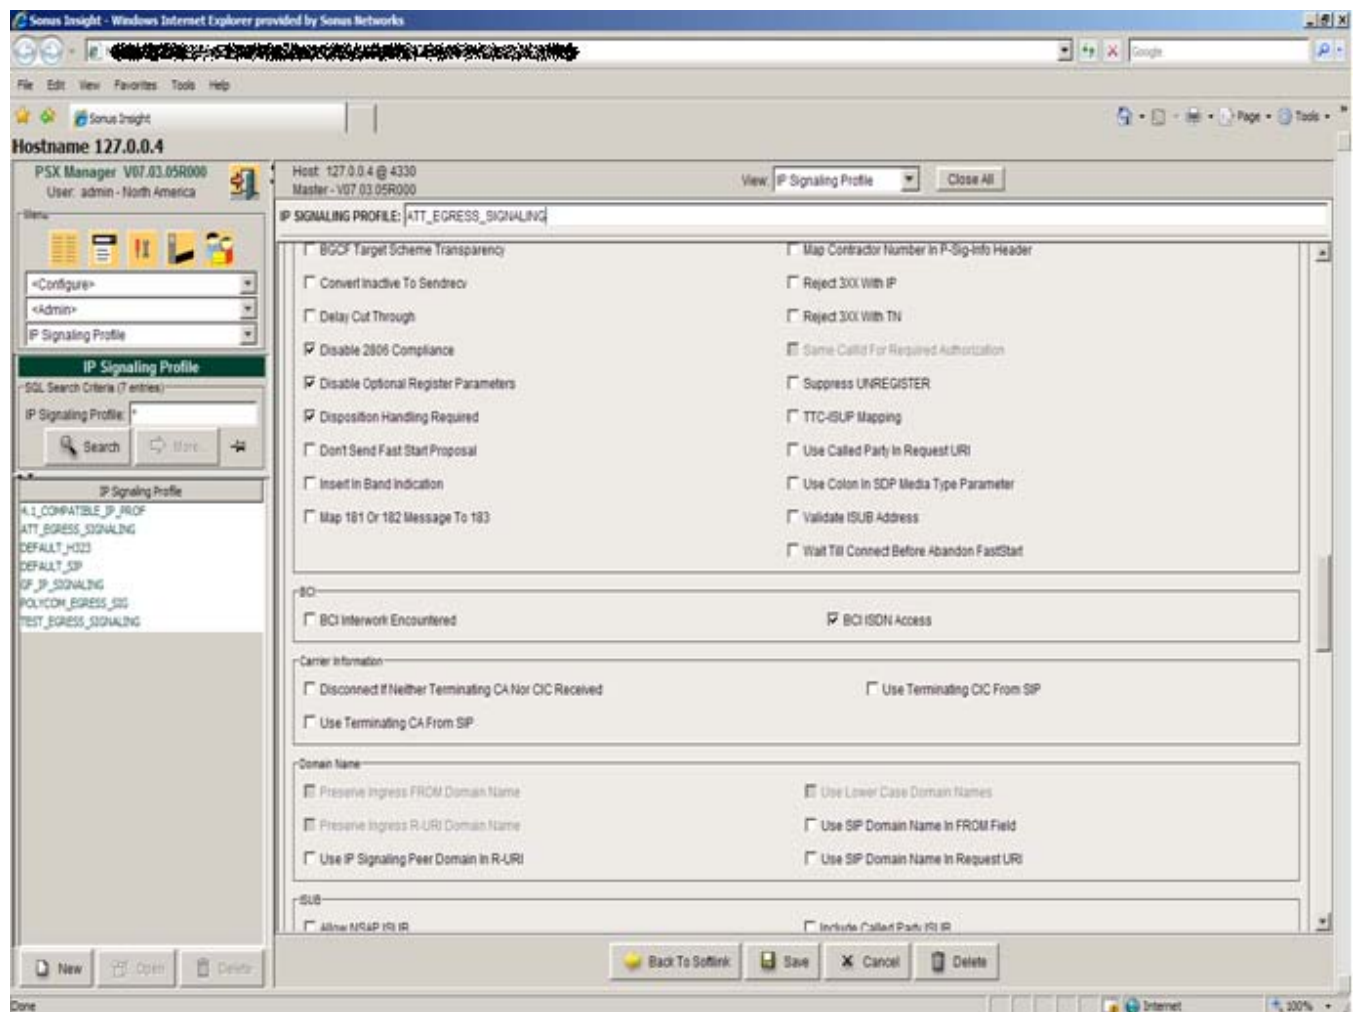 Sonus Insight - Windows Internet Explorer provided by Sonus Networks
Google
File Edit View Favorites Tools Help
Sonus Insight
Page Tools
Hostname 127.0.0.4
PSX Manager V07.03.05R000
User: admin - North America
Host: 127.0.0.4 @ 4330
Master - V07.03.05R000
View: IP Signaling Profile
Close All
Menu
IP SIGNALING PROFILE: ATT_EGRESS_SIGNALING
<Configure>
<Admin>
IP Signaling Profile
IP Signaling Profile
SQL Search Criteria (7 entries)
IP Signaling Profile: *
Search More...
IP Signaling Profile
4.1_COMPATIBLE_IP_PROF
ATT_EGRESS_SIGNALING
DEFAULT_H323
DEFAULT_SIP
GF_IP_SIGNALING
POLYCOM_EGRESS_SIG
TEST_EGRESS_SIGNALING
New Open Delete
BGCF Target Scheme Transparency
Map Contractor Number In P-Sig-Info Header
Convert Inactive To Sendrecv
Reject 3XX With IP
Delay Cut Through
Reject 3XX With TN
Disable 2806 Compliance
Same CallId For Required Authorization
Disable Optional Register Parameters
Suppress UNREGISTER
Disposition Handling Required
TTC-ISUP Mapping
Don't Send Fast Start Proposal
Use Called Party In Request URI
Insert In Band Indication
Use Colon In SDP Media Type Parameter
Map 181 Or 182 Message To 183
Validate ISUB Address
Wait Till Connect Before Abandon FastStart
BCI
BCI Interwork Encountered
BCI ISDN Access
Carrier Information
Disconnect If Neither Terminating CA Nor CIC Received
Use Terminating CIC From SIP
Use Terminating CA From SIP
Domain Name
Preserve Ingress FROM Domain Name
Use Lower Case Domain Names
Preserve Ingress R-URI Domain Name
Use SIP Domain Name In FROM Field
Use IP Signaling Peer Domain In R-URI
Use SIP Domain Name In Request URI
ISUB
Allow NSAP ISUB
Include Called Party ISUB
Back To Softlink Save Cancel Delete
Done
Internet
100%